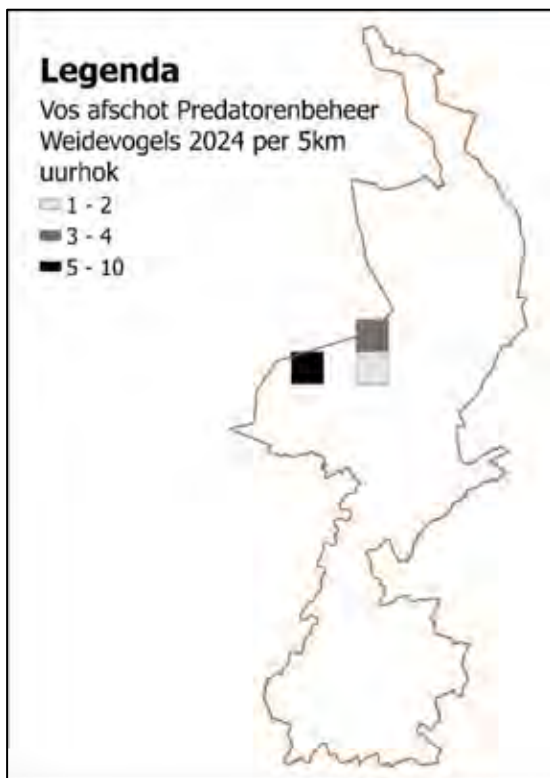 Legenda
Vos afschot Predatorenbeheer
Weidevogels 2024 per 5km
uurhok
1 - 2
3 - 4
5 - 10